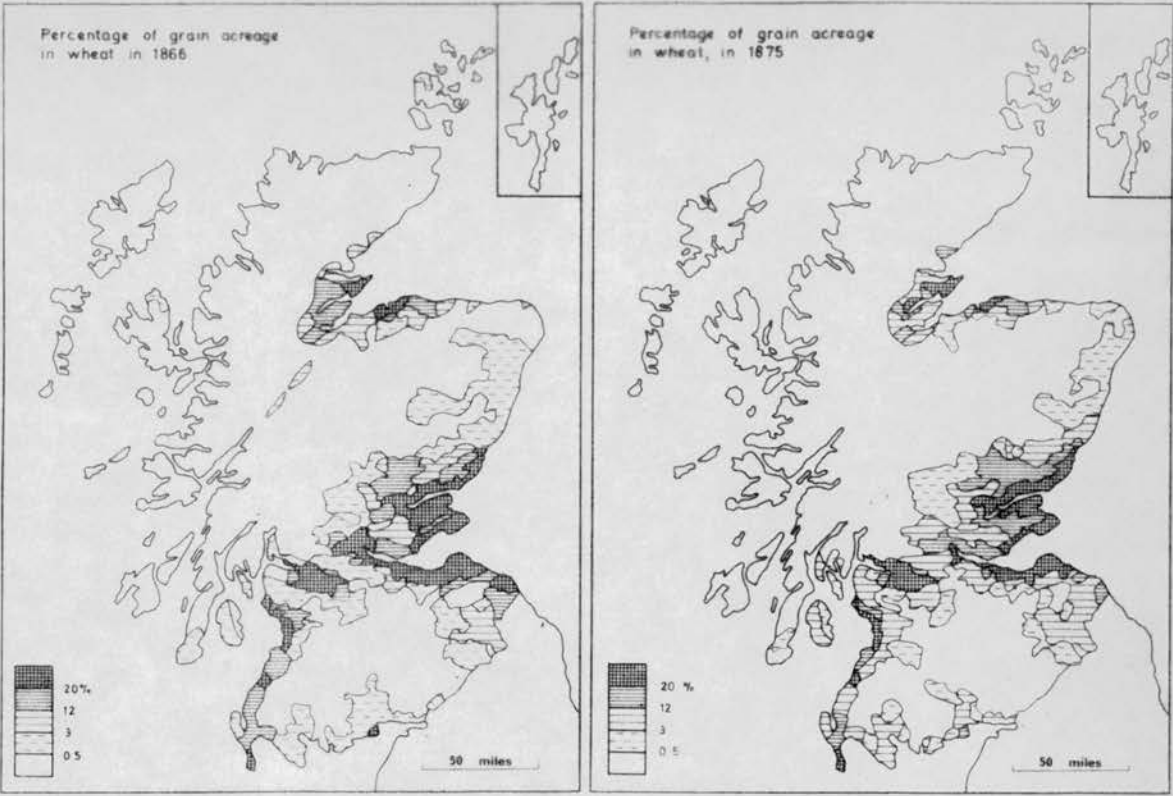 Percentage of grain acreage
in wheat in 1866
20%
12
3
0 5
50 miles
Percentage of grain acreage
in wheat, in 1875
20 %
12
3
0 5
50 miles